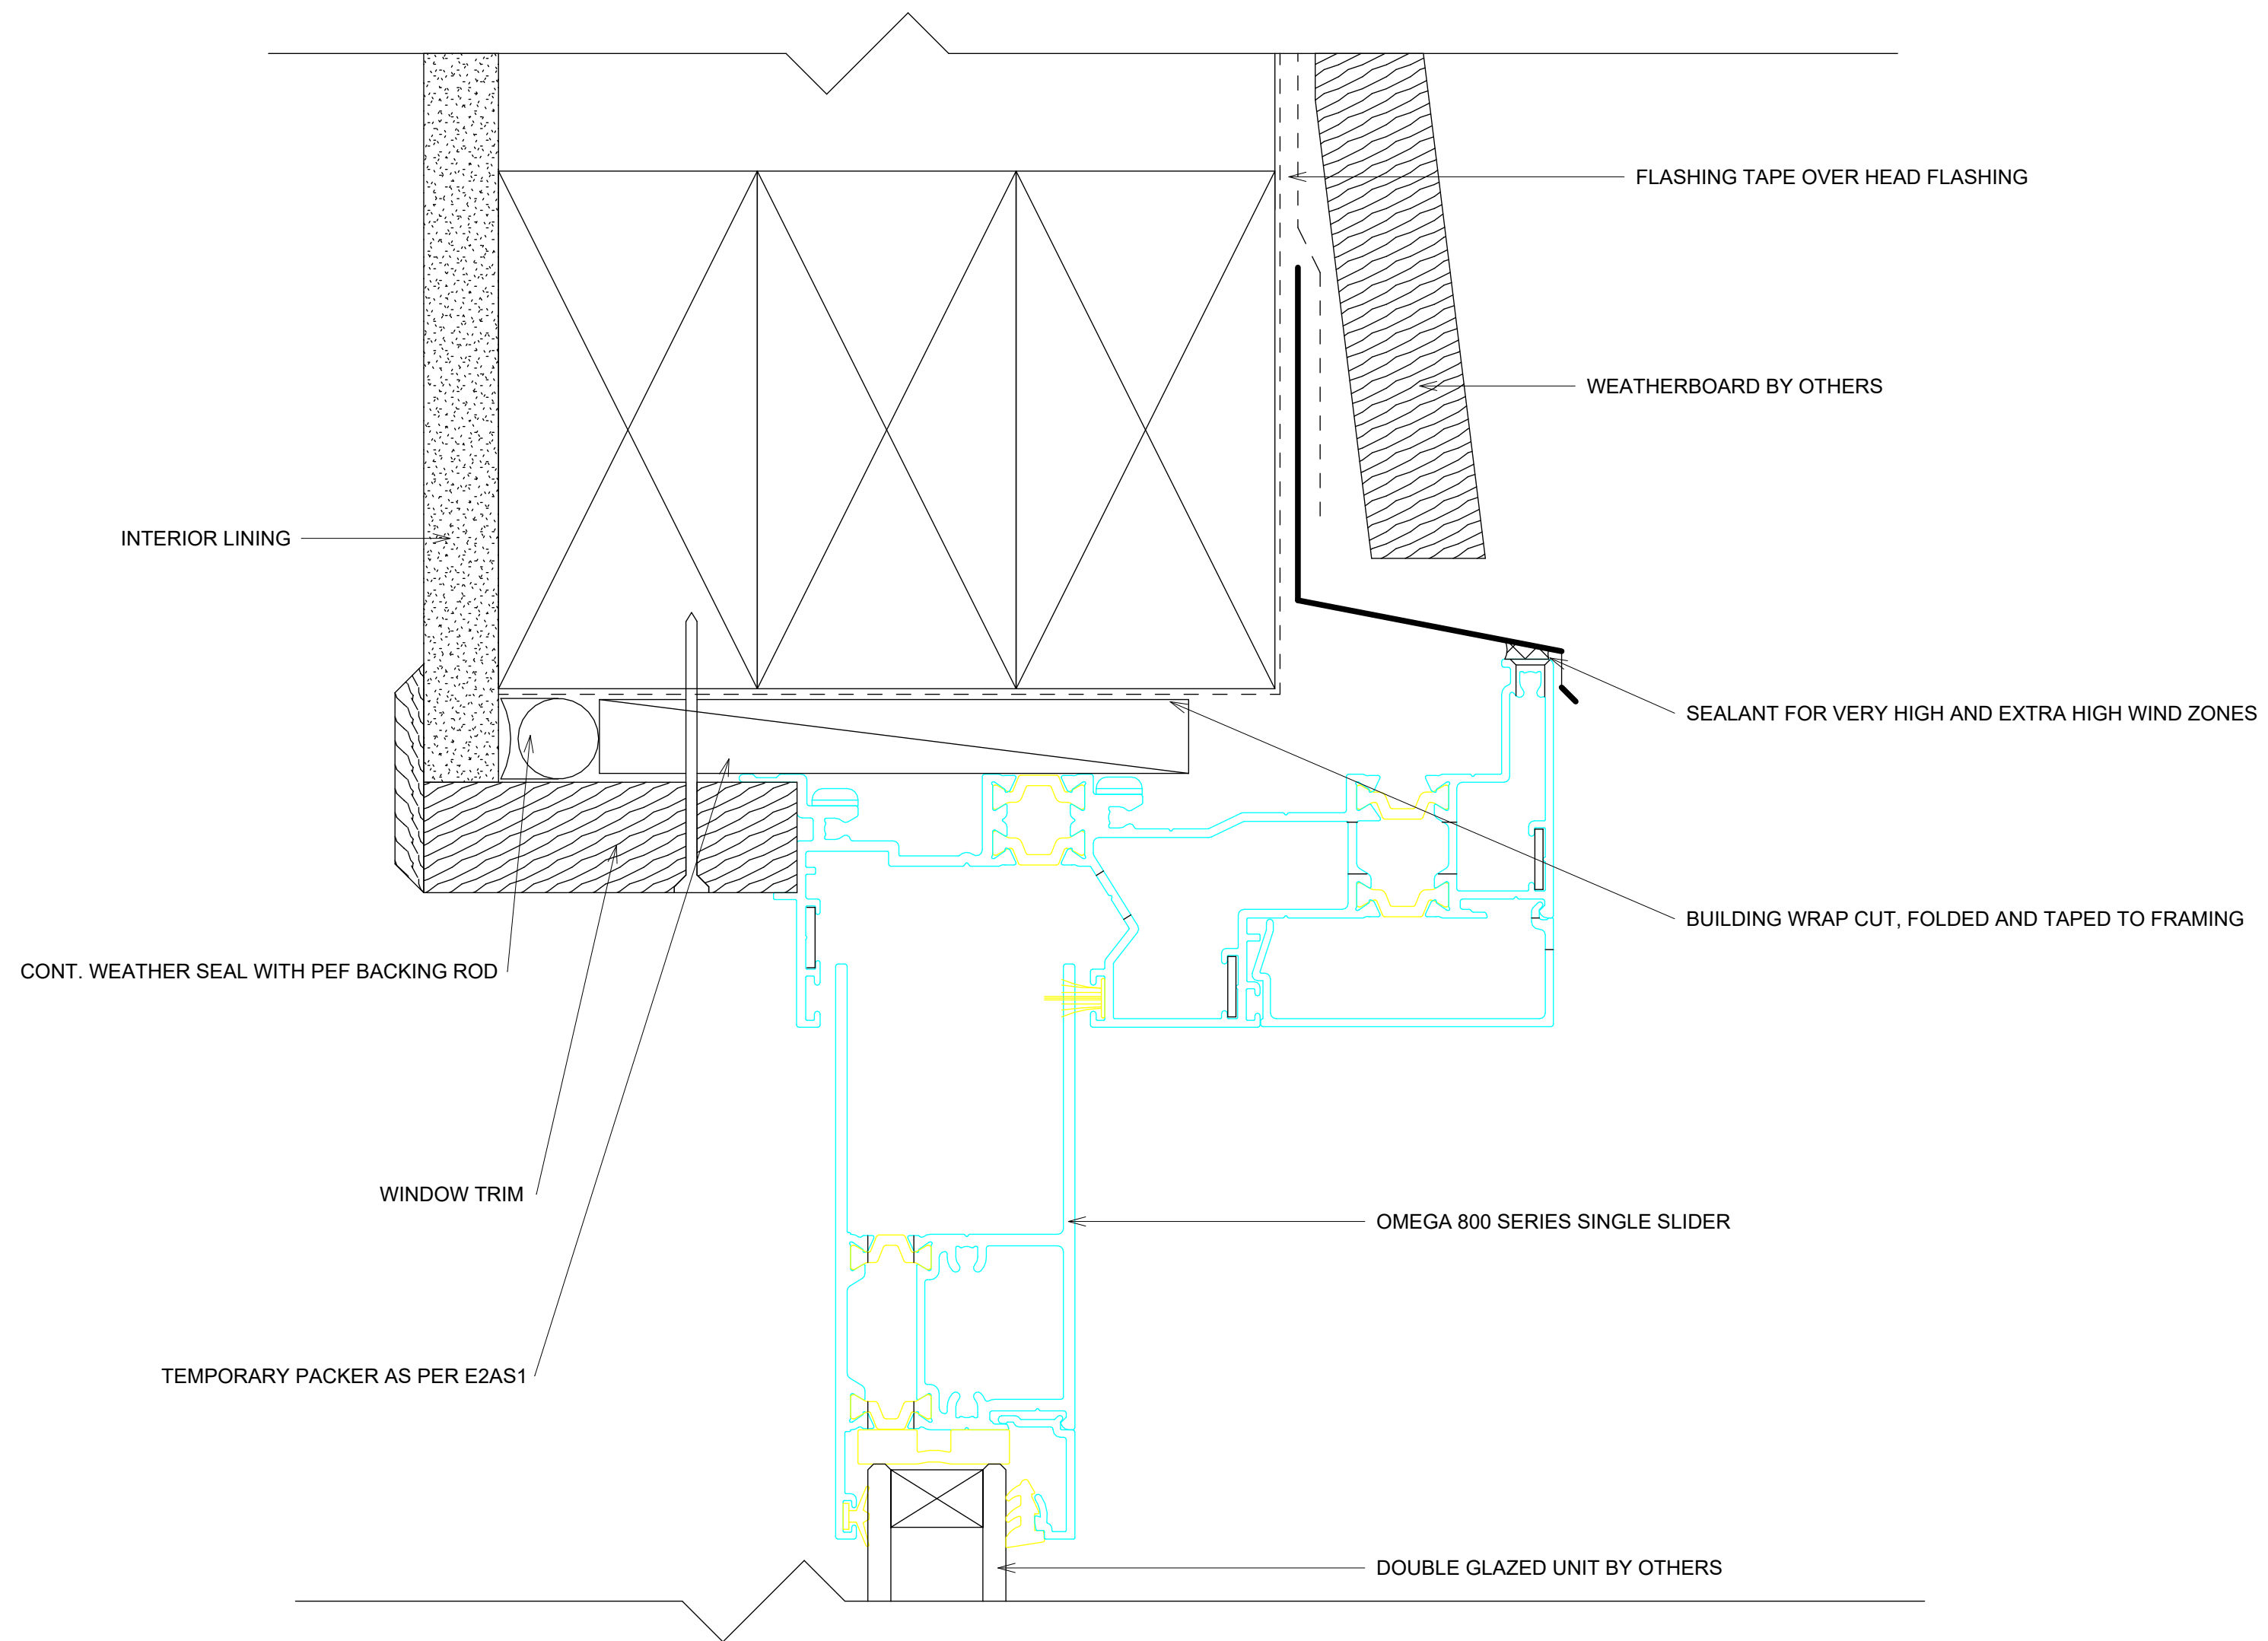 FLASHING TAPE OVER HEAD FLASHING
WEATHERBOARD BY OTHERS
INTERIOR LINING
SEALANT FOR VERY HIGH AND EXTRA HIGH WIND ZONES
BUILDING WRAP CUT, FOLDED AND TAPED TO FRAMING
CONT. WEATHER SEAL WITH PEF BACKING ROD
WINDOW TRIM
OMEGA 800 SERIES SINGLE SLIDER
TEMPORARY PACKER AS PER E2AS1
DOUBLE GLAZED UNIT BY OTHERS